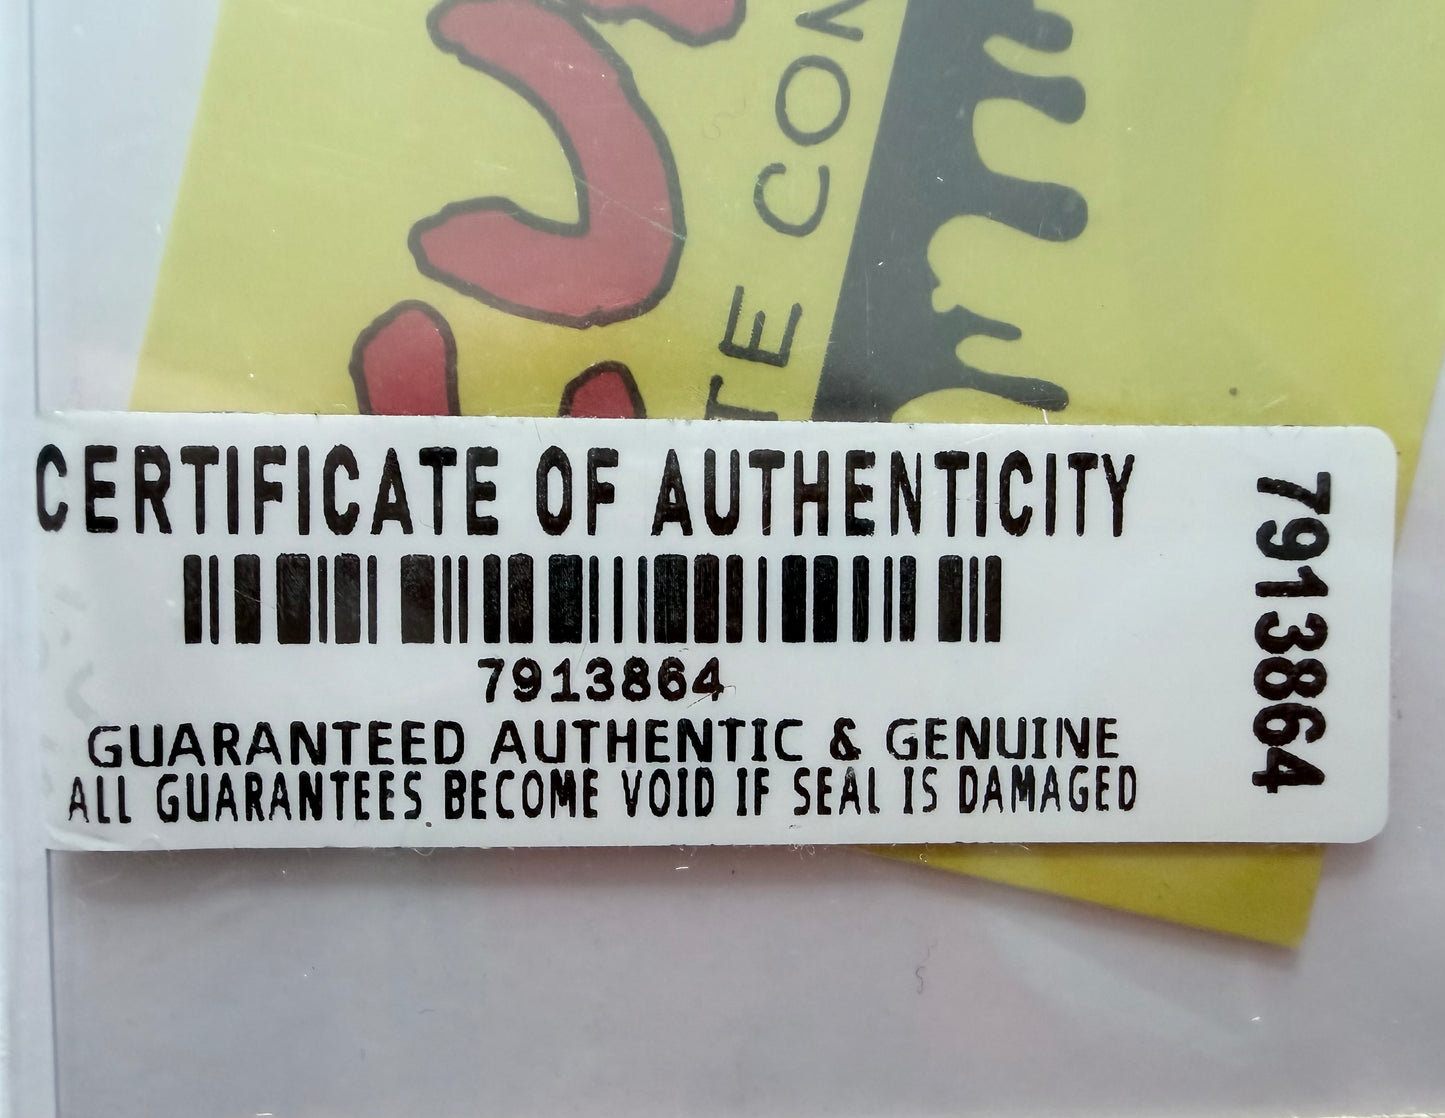 CERTIFICATE OF AUTHENTICITY
7913864
GUARANTEED AUTHENTIC & GENUINE
ALL GUARANTEES BECOME VOID IF SEAL IS DAMAGED
7913864